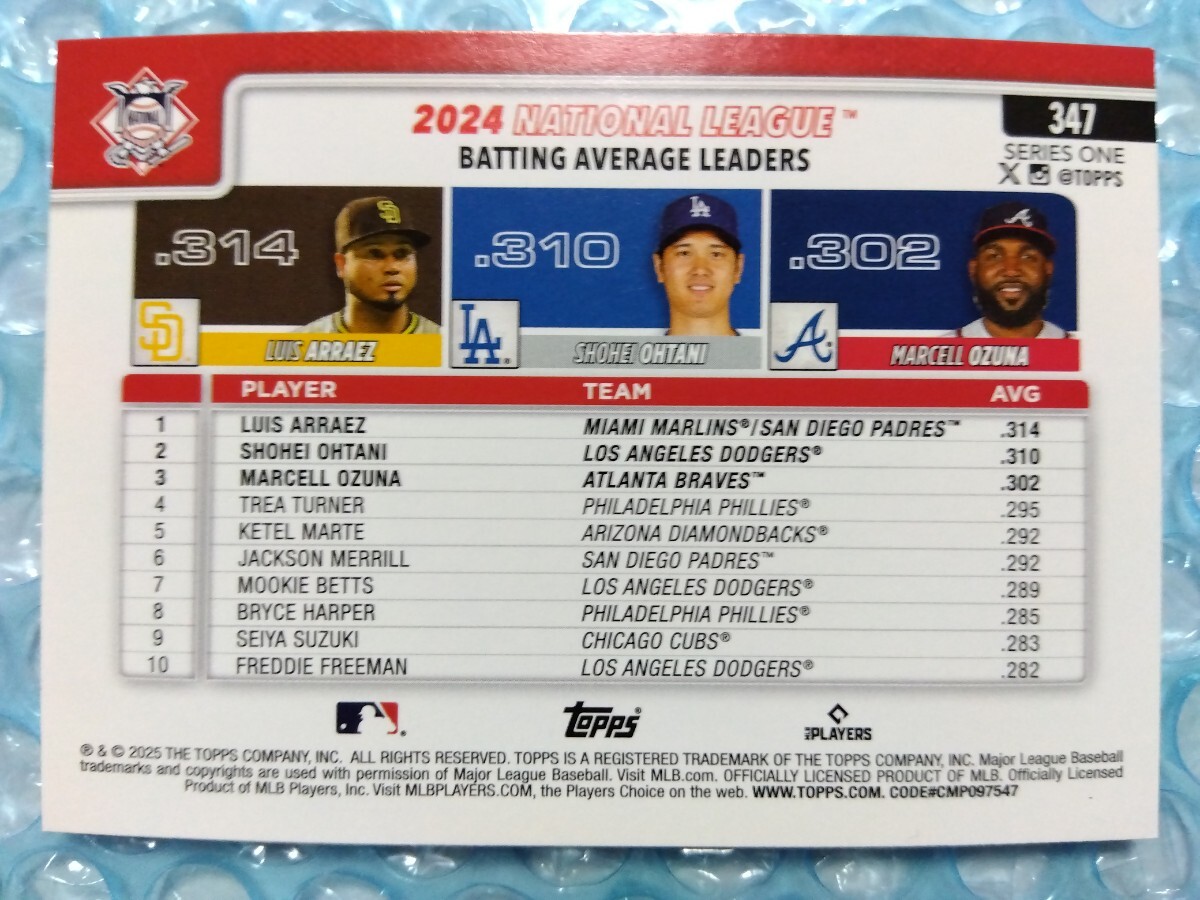 NATIONAL
2024 NATIONAL LEAGUE™
BATTING AVERAGE LEADERS
347
SERIES ONE
X @TOPPS
.314
SD
SD
LUIS ARRAEZ
.310
LA
LA
SHOHEI OHTANI
.302
A
A
MARCELL OZUNA
PLAYER TEAM AVG
1 LUIS ARRAEZ MIAMI MARLINS®/SAN DIEGO PADRES™ .314
2 SHOHEI OHTANI LOS ANGELES DODGERS® .310
3 MARCELL OZUNA ATLANTA BRAVES™ .302
4 TREA TURNER PHILADELPHIA PHILLIES® .295
5 KETEL MARTE ARIZONA DIAMONDBACKS® .292
6 JACKSON MERRILL SAN DIEGO PADRES™ .292
7 MOOKIE BETTS LOS ANGELES DODGERS® .289
8 BRYCE HARPER PHILADELPHIA PHILLIES® .285
9 SEIYA SUZUKI CHICAGO CUBS® .283
10 FREDDIE FREEMAN LOS ANGELES DODGERS® .282
Topps® MLB PLAYERS
® & © 2025 THE TOPPS COMPANY, INC. ALL RIGHTS RESERVED. TOPPS IS A REGISTERED TRADEMARK OF THE TOPPS COMPANY, INC. Major League Baseball
trademarks and copyrights are used with permission of Major League Baseball. Visit MLB.com. OFFICIALLY LICENSED PRODUCT OF MLB. Officially Licensed
Product of MLB Players, Inc. Visit MLBPLAYERS.COM, the Players Choice on the web. WWW.TOPPS.COM. CODE#CMP097547